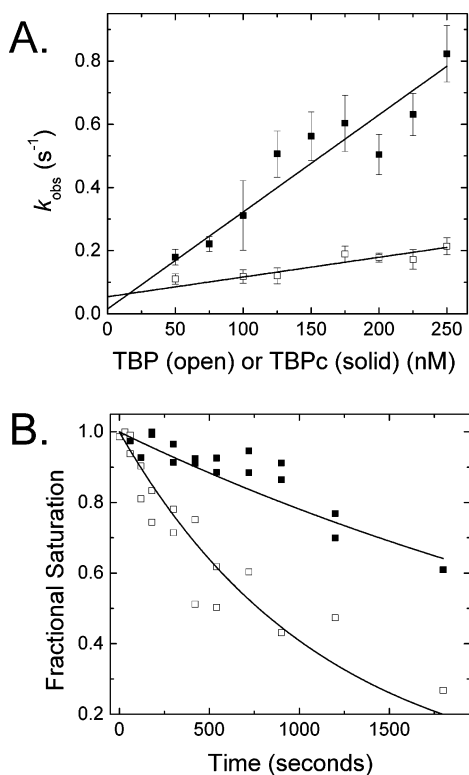 A.
0.8
0.6
0.4
0.2
0.0
k_obs (s⁻¹)
0 50 100 150 200 250
TBP (open) or TBPc (solid) (nM)
B.
1.0
0.8
0.6
0.4
0.2
Fractional Saturation
0 500 1000 1500
Time (seconds)